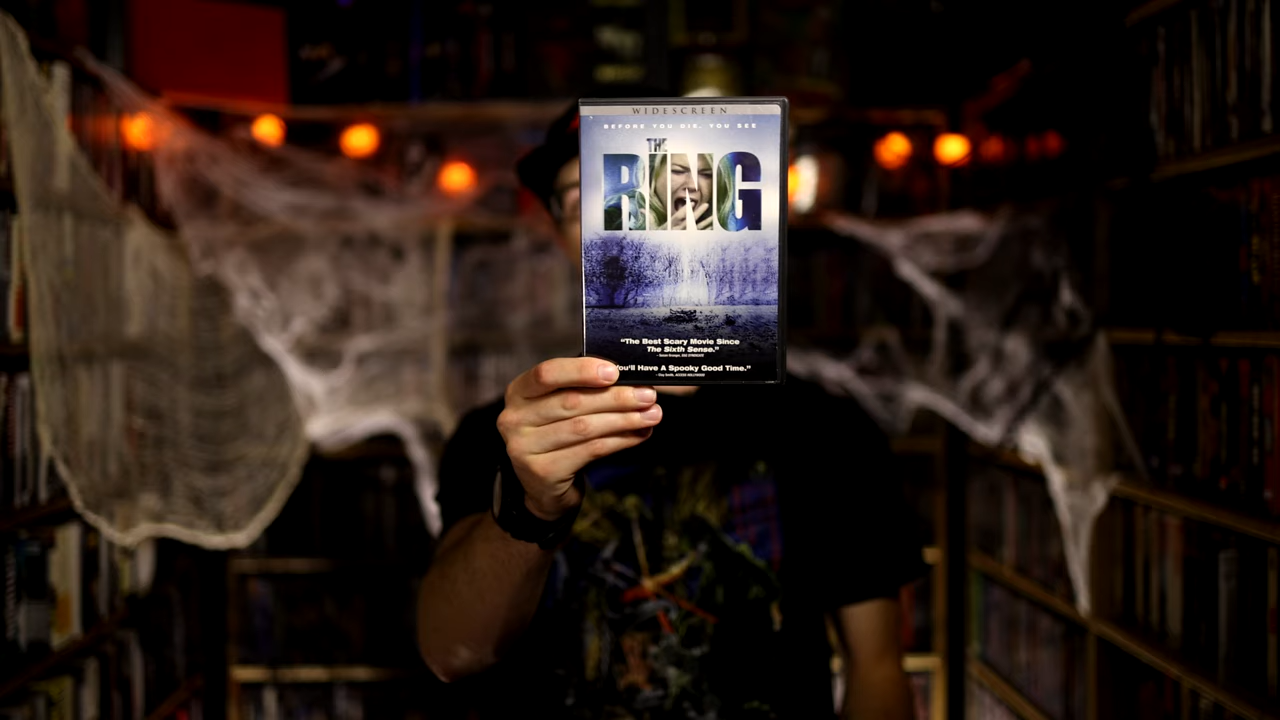 WIDESCREEN
BEFORE YOU DIE, YOU SEE
THE
RING
“The Best Scary Movie Since
The Sixth Sense.”
You'll Have A Spooky Good Time.”